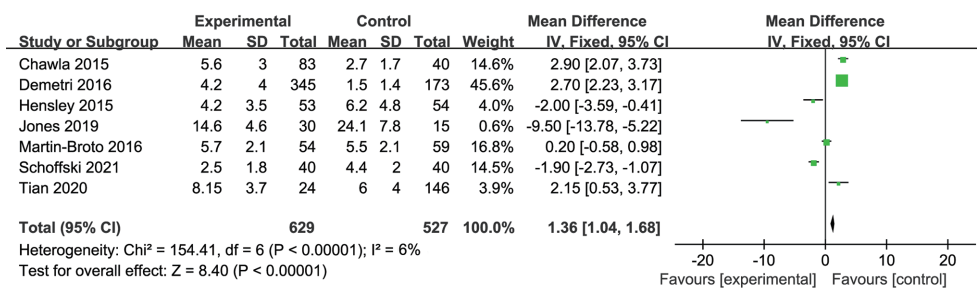 Experimental Control Mean Difference Mean Difference
Study or Subgroup Mean SD Total Mean SD Total Weight IV, Fixed, 95% CI IV, Fixed, 95% CI
Chawla 2015 5.6 3 83 2.7 1.7 40 14.6% 2.90 [2.07, 3.73]
Demetri 2016 4.2 4 345 1.5 1.4 173 45.6% 2.70 [2.23, 3.17]
Hensley 2015 4.2 3.5 53 6.2 4.8 54 4.0% -2.00 [-3.59, -0.41]
Jones 2019 14.6 4.6 30 24.1 7.8 15 0.6% -9.50 [-13.78, -5.22]
Martin-Broto 2016 5.7 2.1 54 5.5 2.1 59 16.8% 0.20 [-0.58, 0.98]
Schoffski 2021 2.5 1.8 40 4.4 2 40 14.5% -1.90 [-2.73, -1.07]
Tian 2020 8.15 3.7 24 6 4 146 3.9% 2.15 [0.53, 3.77]
Total (95% CI) 629 527 100.0% 1.36 [1.04, 1.68]
Heterogeneity: Chi² = 154.41, df = 6 (P < 0.00001); I² = 6%
Test for overall effect: Z = 8.40 (P < 0.00001)
-20 -10 0 10 20
Favours [experimental] Favours [control]